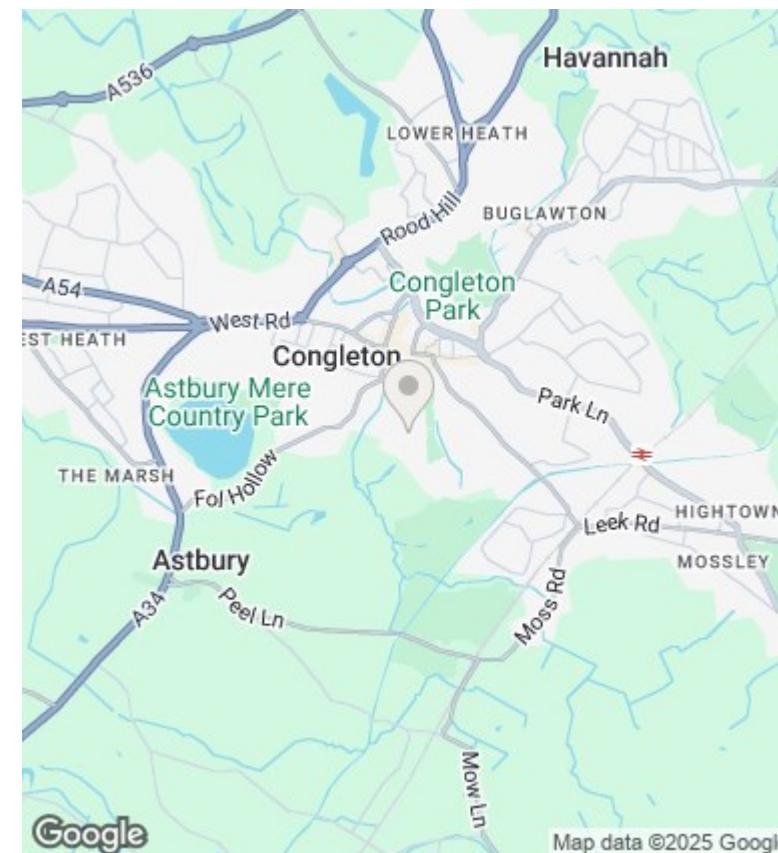 Havannah
A536
LOWER HEATH
BUGLAWTON
Rood Hill
Congleton
Park
A54
West Rd
EST HEATH
Congleton
Astbury Mere
Country Park
Park Ln
THE MARSH
Fol Hollow
HIGHTOWN
Leek Rd
MOSSLEY
Astbury
Peel Ln
Moss Rd
A34
Mow Ln
Google
Map data ©2025 Googl